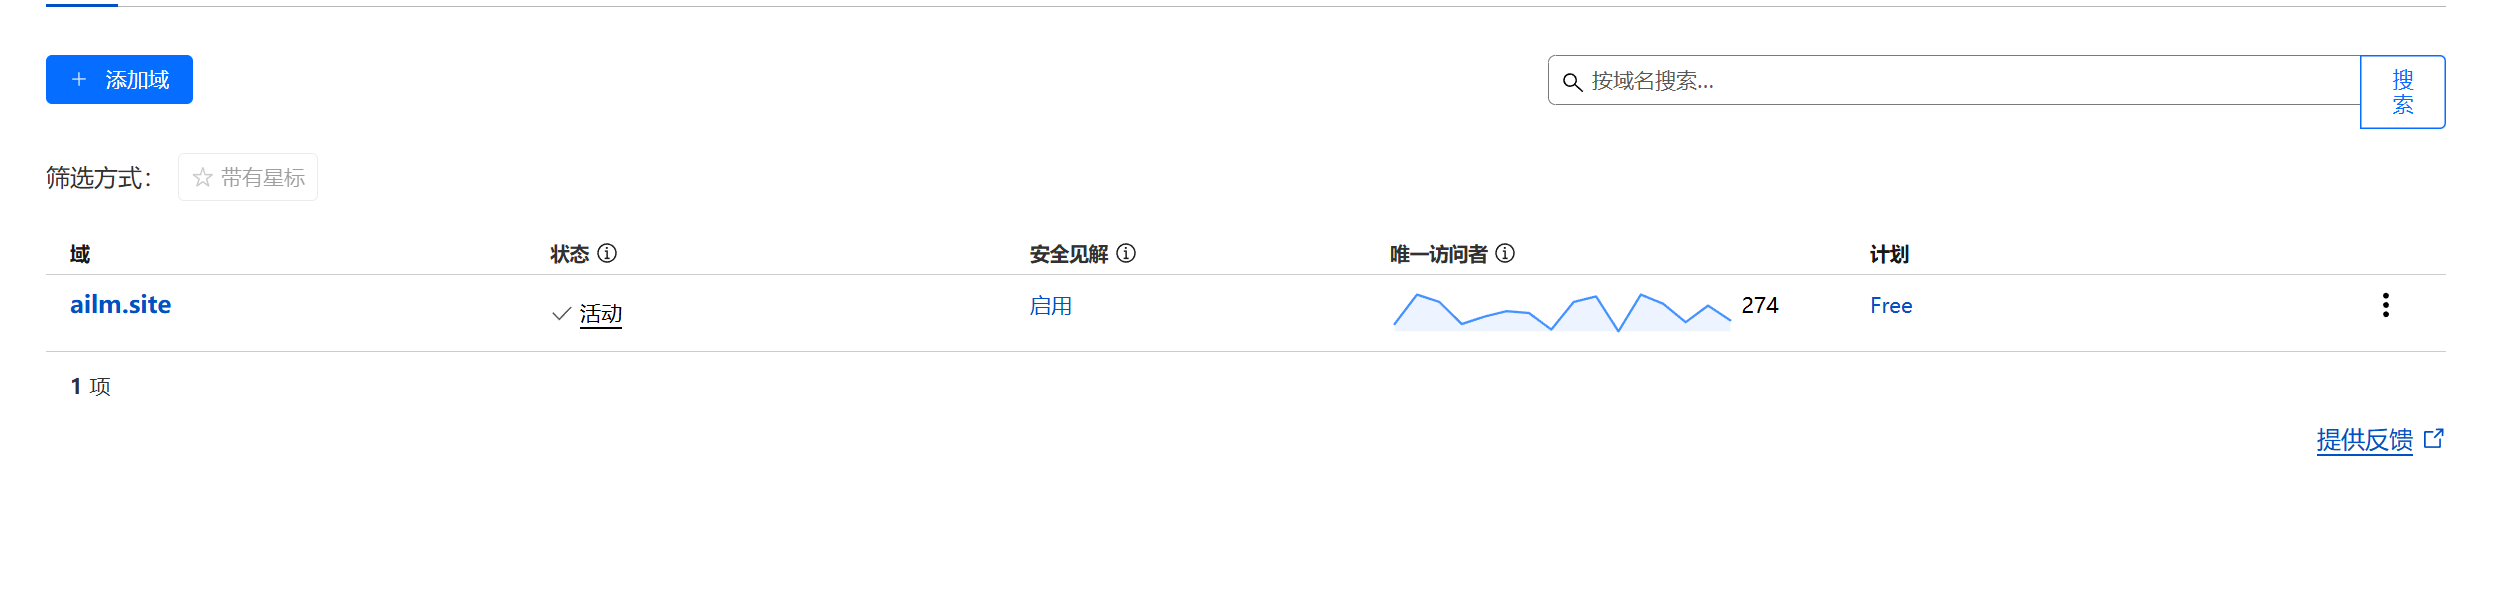 + 添加域
按域名搜索...
搜索
筛选方式：
带有星标
域 状态 安全见解 唯一访问者 计划
ailm.site 活动 启用 274 Free
1 项
提供反馈